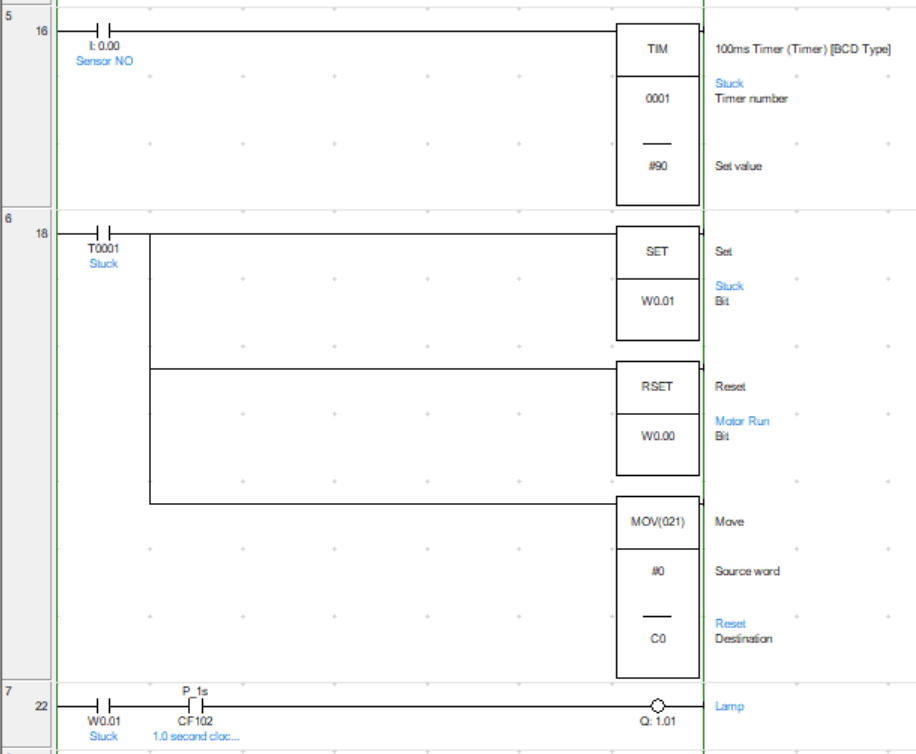 5
16
I: 0.00
Sensor NO
TIM
100ms Timer (Timer) [BCD Type]
0001
Stuck
Timer number
#90
Set value
6
18
T0001
Stuck
SET
Set
W0.01
Stuck
Bit
RSET
Reset
W0.00
Motor Run
Bit
MOV(021)
Move
#0
Source word
C0
Reset
Destination
7
22
W0.01
Stuck
P_1s
CF102
1.0 second cloc...
Q: 1.01
Lamp